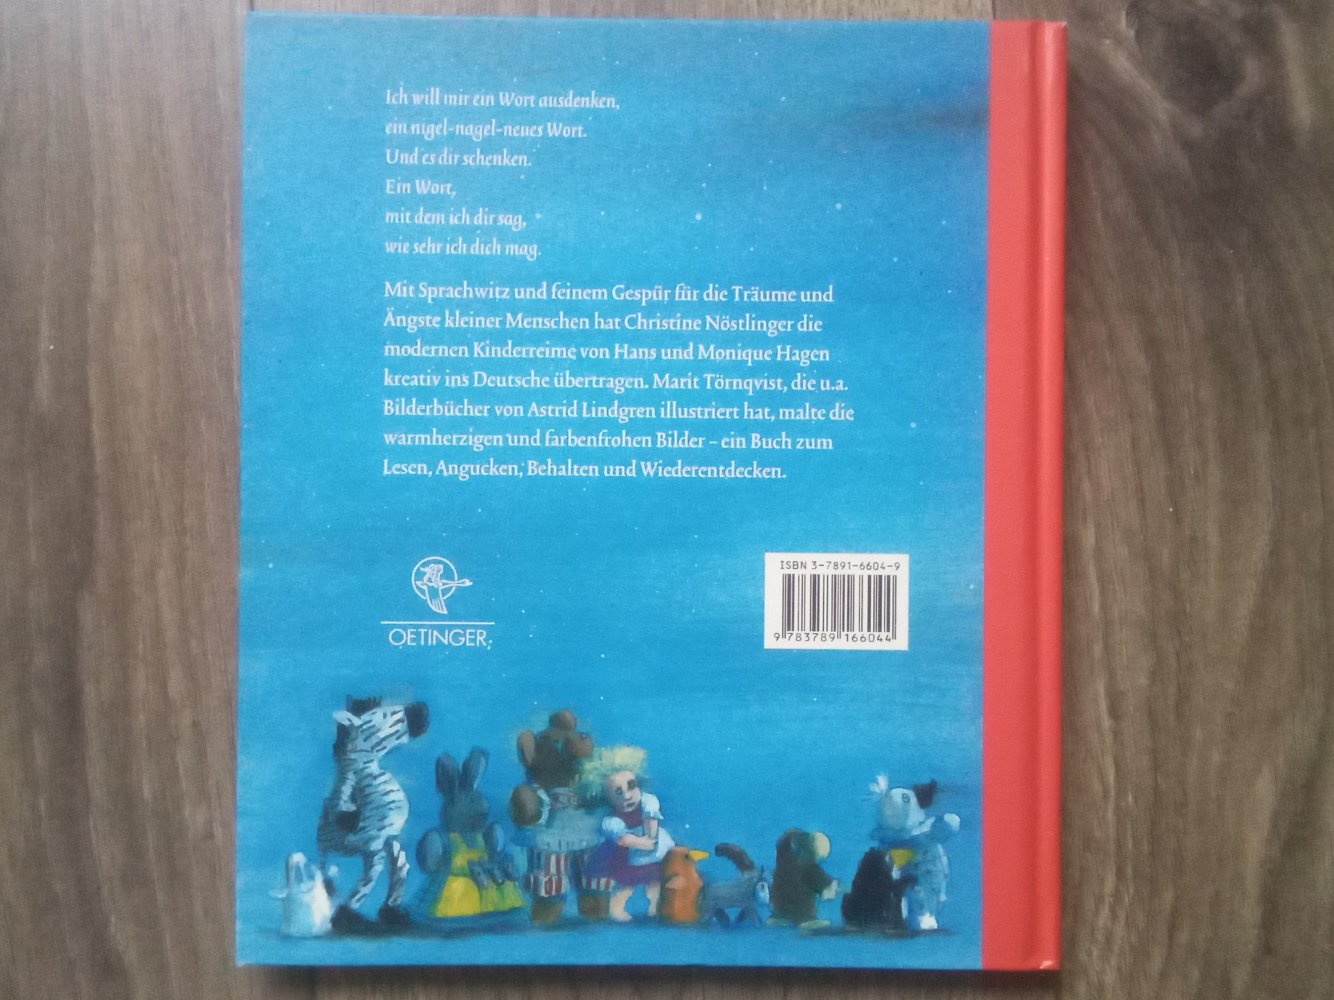 Ich will mir ein Wort ausdenken,
ein nigel-nagel-neues Wort.
Und es dir schenken.
Ein Wort,
mit dem ich dir sag,
wie sehr ich dich mag.
Mit Sprachwitz und feinem Gespür für die Träume und
Ängste kleiner Menschen hat Christine Nöstlinger die
modernen Kinderreime von Hans und Monique Hagen
kreativ ins Deutsche übertragen. Marit Törnqvist, die u.a.
Bilderbücher von Astrid Lindgren illustriert hat, malte die
warmherzigen und farbenfrohen Bilder – ein Buch zum
Lesen, Angucken, Behalten und Wiederentdecken.
OETINGER
ISBN 3-7891-6604-9
9 783789 166044